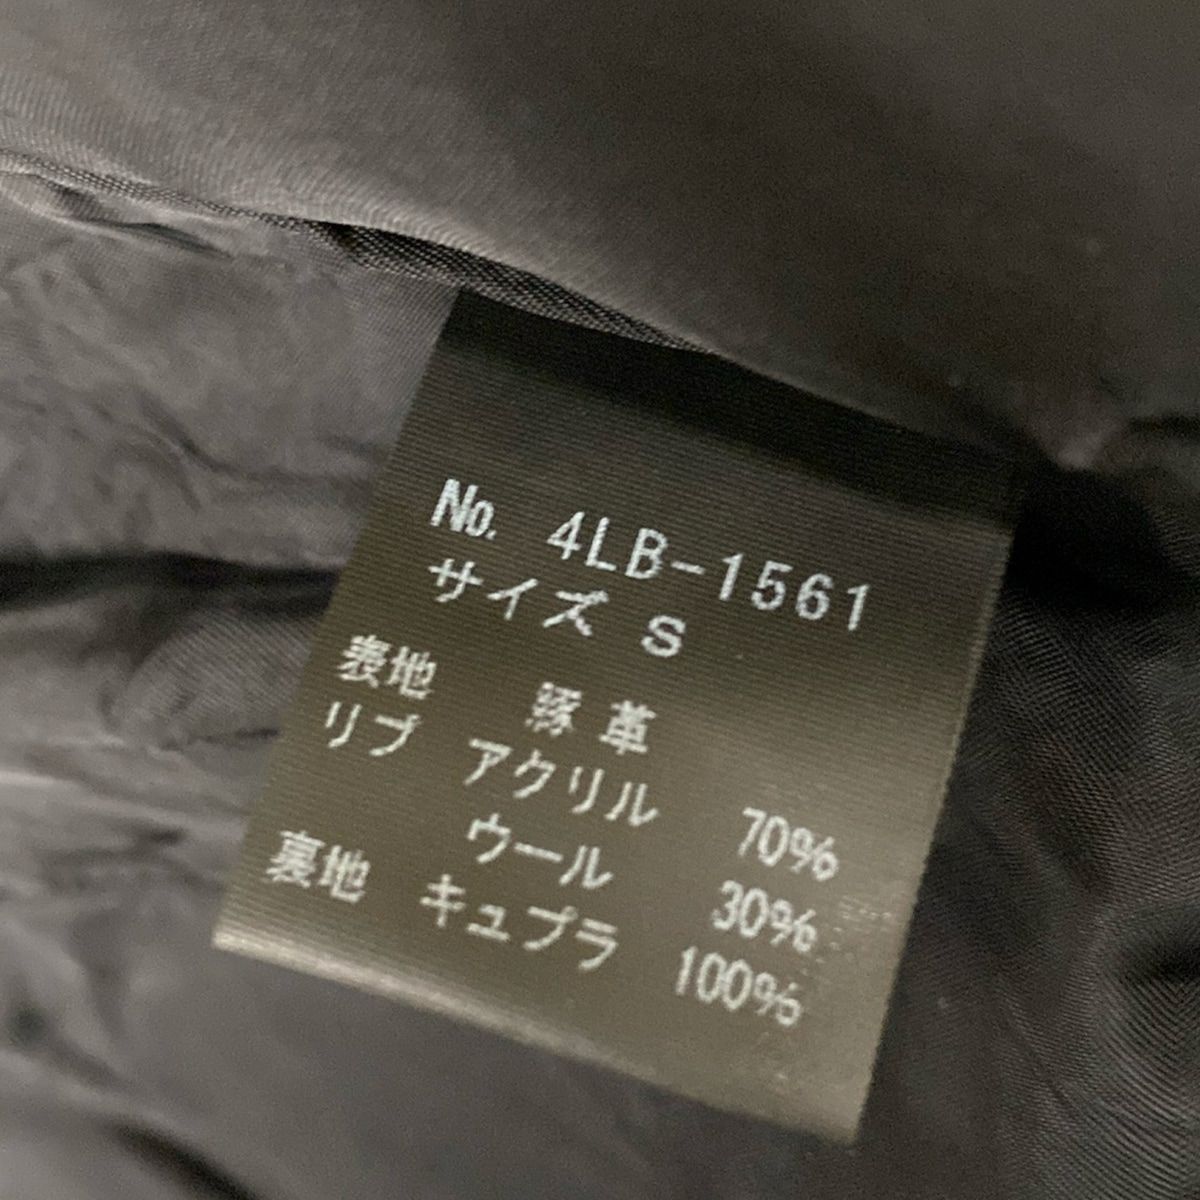 № 4LB-1561
サイズ S
表地 豚革
リブ アクリル 70%
ウール 30%
裏地 キュプラ 100%